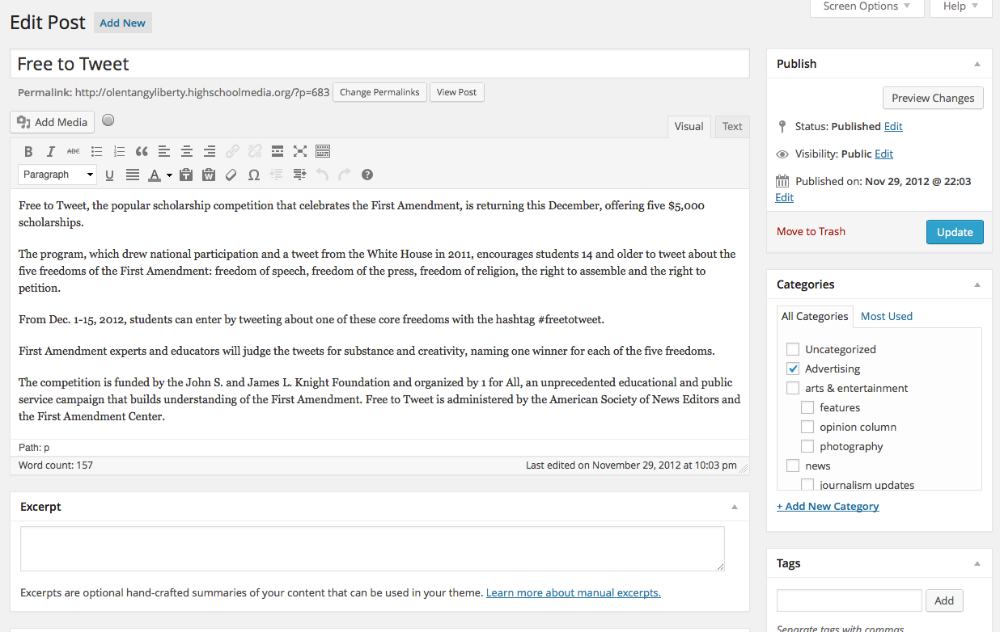 Screen Options
Help
Edit Post
Add New
Free to Tweet
Permalink: http://olentangyliberty.highschoolmedia.org/?p=683
Change Permalinks
View Post
Add Media
Visual
Text
B I ABC
Paragraph
U
A
T
W
Ω
?
Free to Tweet, the popular scholarship competition that celebrates the First Amendment, is returning this December, offering five $5,000
scholarships.
The program, which drew national participation and a tweet from the White House in 2011, encourages students 14 and older to tweet about the
five freedoms of the First Amendment: freedom of speech, freedom of the press, freedom of religion, the right to assemble and the right to
petition.
From Dec. 1-15, 2012, students can enter by tweeting about one of these core freedoms with the hashtag #freetotweet.
First Amendment experts and educators will judge the tweets for substance and creativity, naming one winner for each of the five freedoms.
The competition is funded by the John S. and James L. Knight Foundation and organized by 1 for All, an unprecedented educational and public
service campaign that builds understanding of the First Amendment. Free to Tweet is administered by the American Society of News Editors and
the First Amendment Center.
Path: p
Word count: 157
Last edited on November 29, 2012 at 10:03 pm
Excerpt
Excerpts are optional hand-crafted summaries of your content that can be used in your theme. Learn more about manual excerpts.
Publish
Preview Changes
Status: Published Edit
Visibility: Public Edit
Published on: Nov 29, 2012 @ 22:03
Edit
Move to Trash
Update
Categories
All Categories
Most Used
Uncategorized
Advertising
arts & entertainment
features
opinion column
photography
news
journalism updates
+ Add New Category
Tags
Add
Separate tags with commas